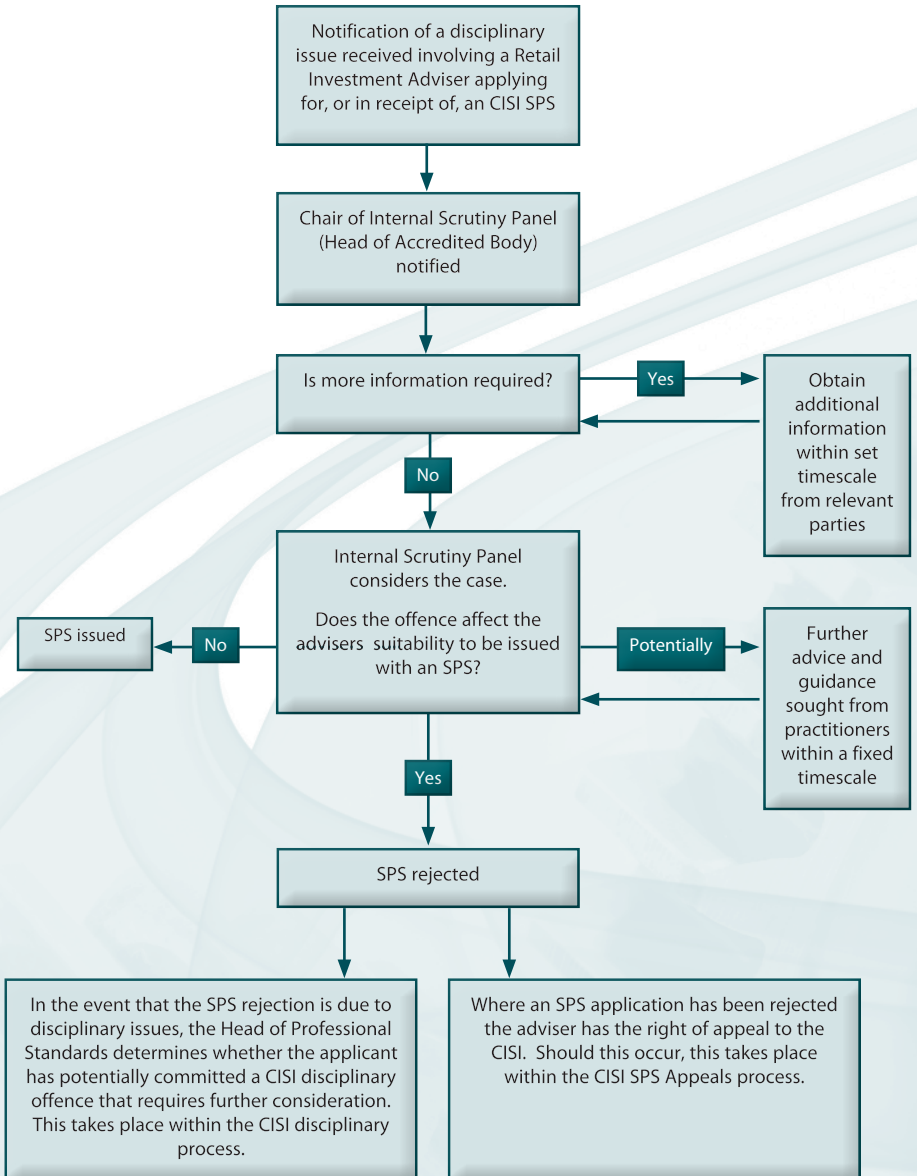 Notification of a disciplinary
issue received involving a Retail
Investment Adviser applying
for, or in receipt of, an CISI SPS
Chair of Internal Scrutiny Panel
(Head of Accredited Body)
notified
Is more information required?
Yes
Obtain
additional
information
within set
timescale
from relevant
parties
No
Internal Scrutiny Panel
considers the case.
Does the offence affect the
advisers suitability to be issued
with an SPS?
No
SPS issued
Potentially
Further
advice and
guidance
sought from
practitioners
within a fixed
timescale
Yes
SPS rejected
In the event that the SPS rejection is due to
disciplinary issues, the Head of Professional
Standards determines whether the applicant
has potentially committed a CISI disciplinary
offence that requires further consideration.
This takes place within the CISI disciplinary
process.
Where an SPS application has been rejected
the adviser has the right of appeal to the
CISI. Should this occur, this takes place
within the CISI SPS Appeals process.